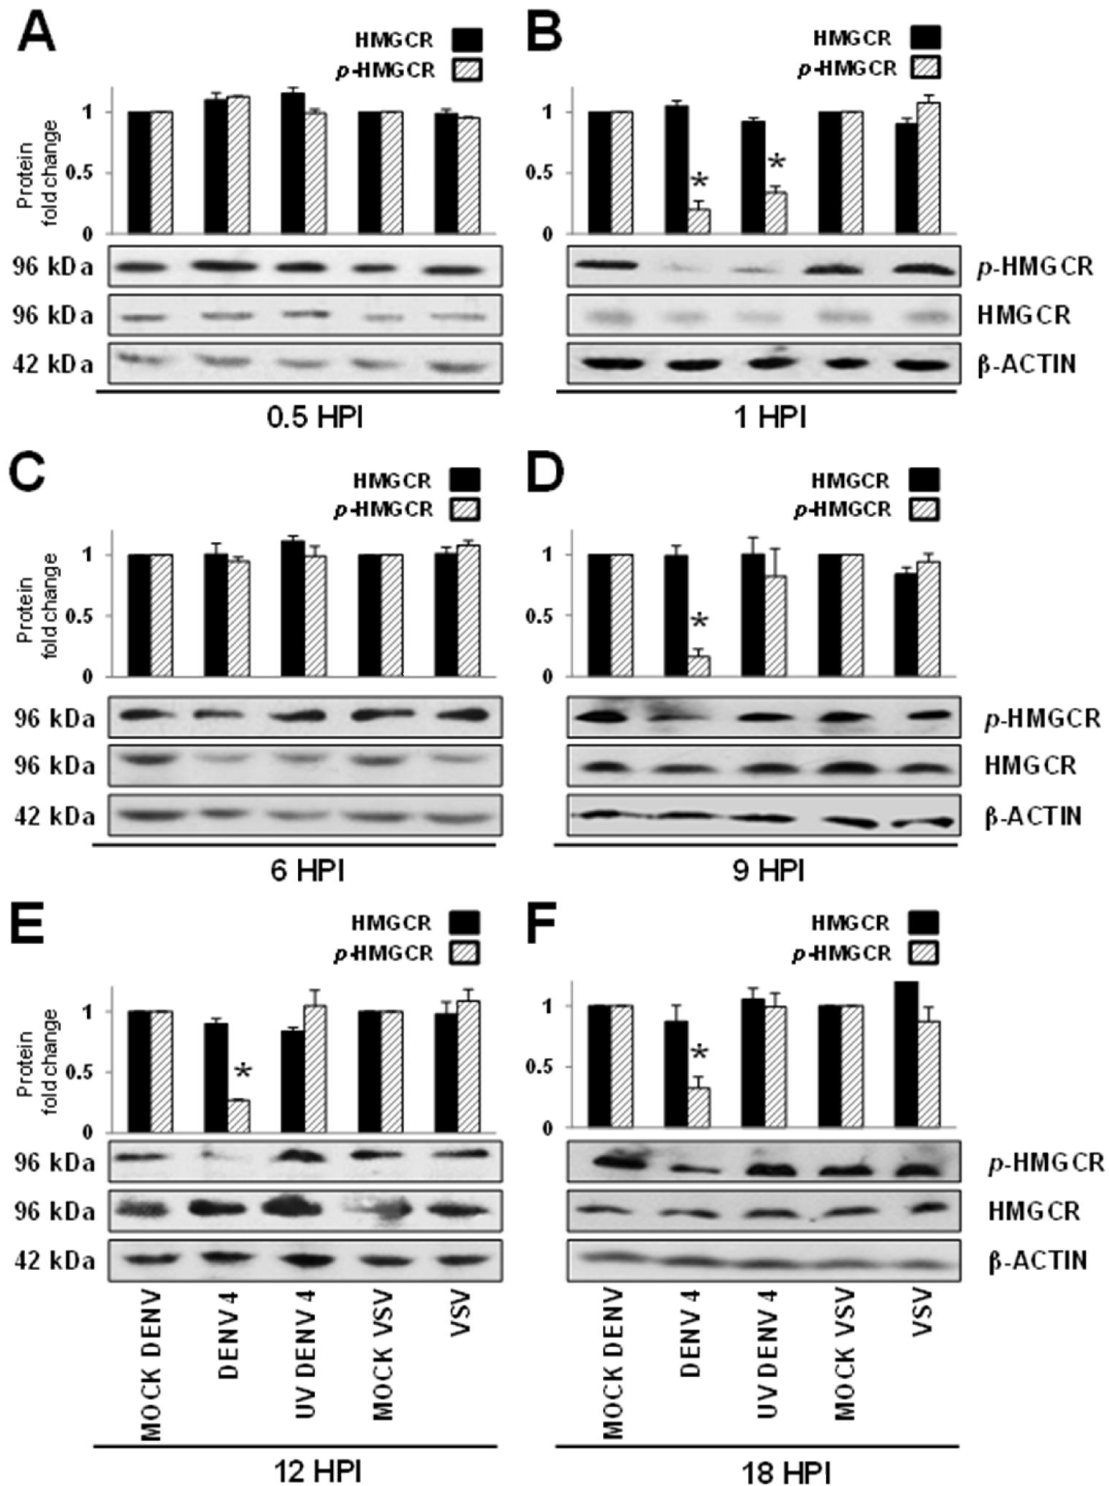 A
HMGCR
p-HMGCR
B
HMGCR
p-HMGCR
Protein
fold change
1
0.5
0
1
0.5
0
*
*
96 kDa
p-HMGCR
96 kDa
HMGCR
42 kDa
β-ACTIN
0.5 HPI
1 HPI
C
HMGCR
p-HMGCR
D
HMGCR
p-HMGCR
Protein
fold change
1
0.5
0
1
0.5
0
*
96 kDa
p-HMGCR
96 kDa
HMGCR
42 kDa
β-ACTIN
6 HPI
9 HPI
E
HMGCR
p-HMGCR
F
HMGCR
p-HMGCR
Protein
fold change
1
0.5
0
*
1
0.5
0
*
96 kDa
p-HMGCR
96 kDa
HMGCR
42 kDa
β-ACTIN
MOCK DENV
DENV 4
UV DENV 4
MOCK VSV
VSV
MOCK DENV
DENV 4
UV DENV 4
MOCK VSV
VSV
12 HPI
18 HPI